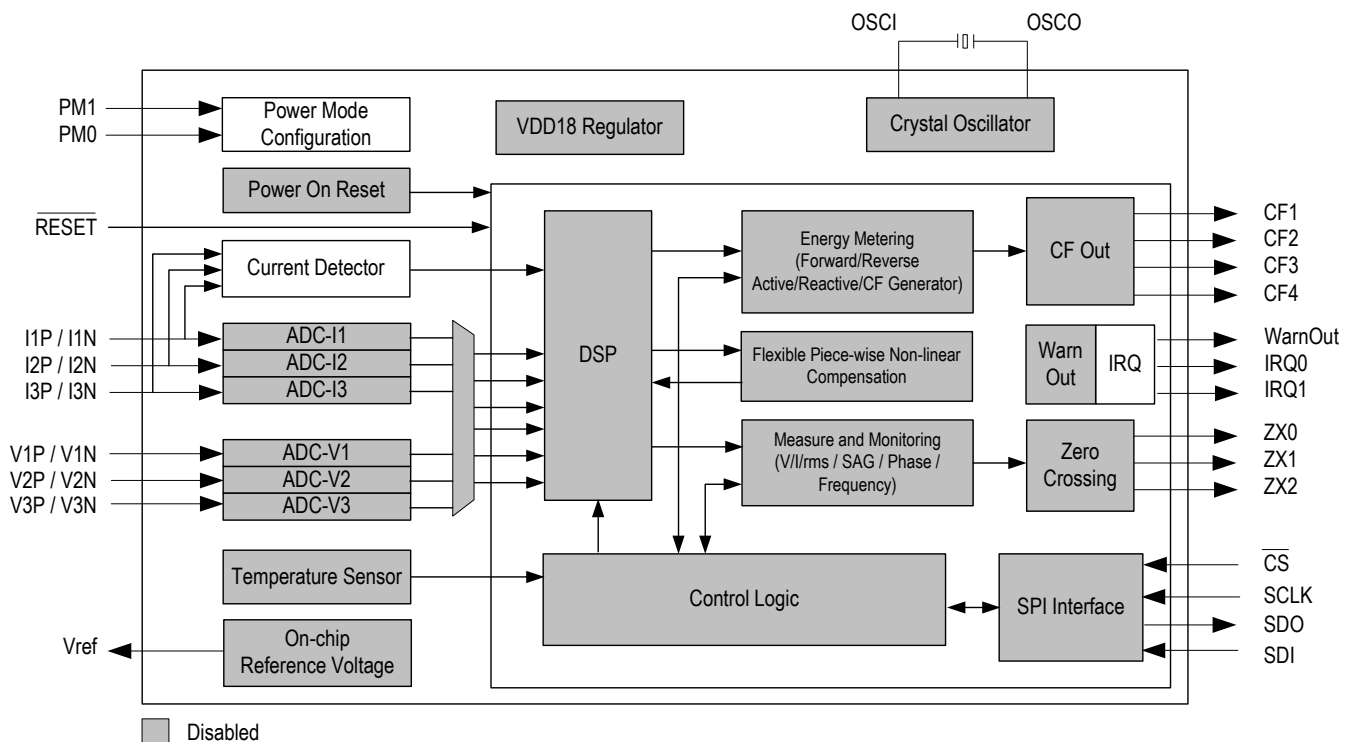 OSCI
OSCO
PM1
PM0
Power Mode
Configuration
VDD18 Regulator
Crystal Oscillator
Power On Reset
RESET
Current Detector
I1P / I1N
I2P / I2N
I3P / I3N
ADC-I1
ADC-I2
ADC-I3
V1P / V1N
V2P / V2N
V3P / V3N
ADC-V1
ADC-V2
ADC-V3
DSP
Energy Metering
(Forward/Reverse
Active/Reactive/CF Generator)
CF Out
CF1
CF2
CF3
CF4
Flexible Piece-wise Non-linear
Compensation
Warn
Out
IRQ
WarnOut
IRQ0
IRQ1
Measure and Monitoring
(V/I/rms / SAG / Phase /
Frequency)
Zero
Crossing
ZX0
ZX1
ZX2
Temperature Sensor
Control Logic
SPI Interface
CS
SCLK
SDO
SDI
Vref
On-chip
Reference Voltage
Disabled